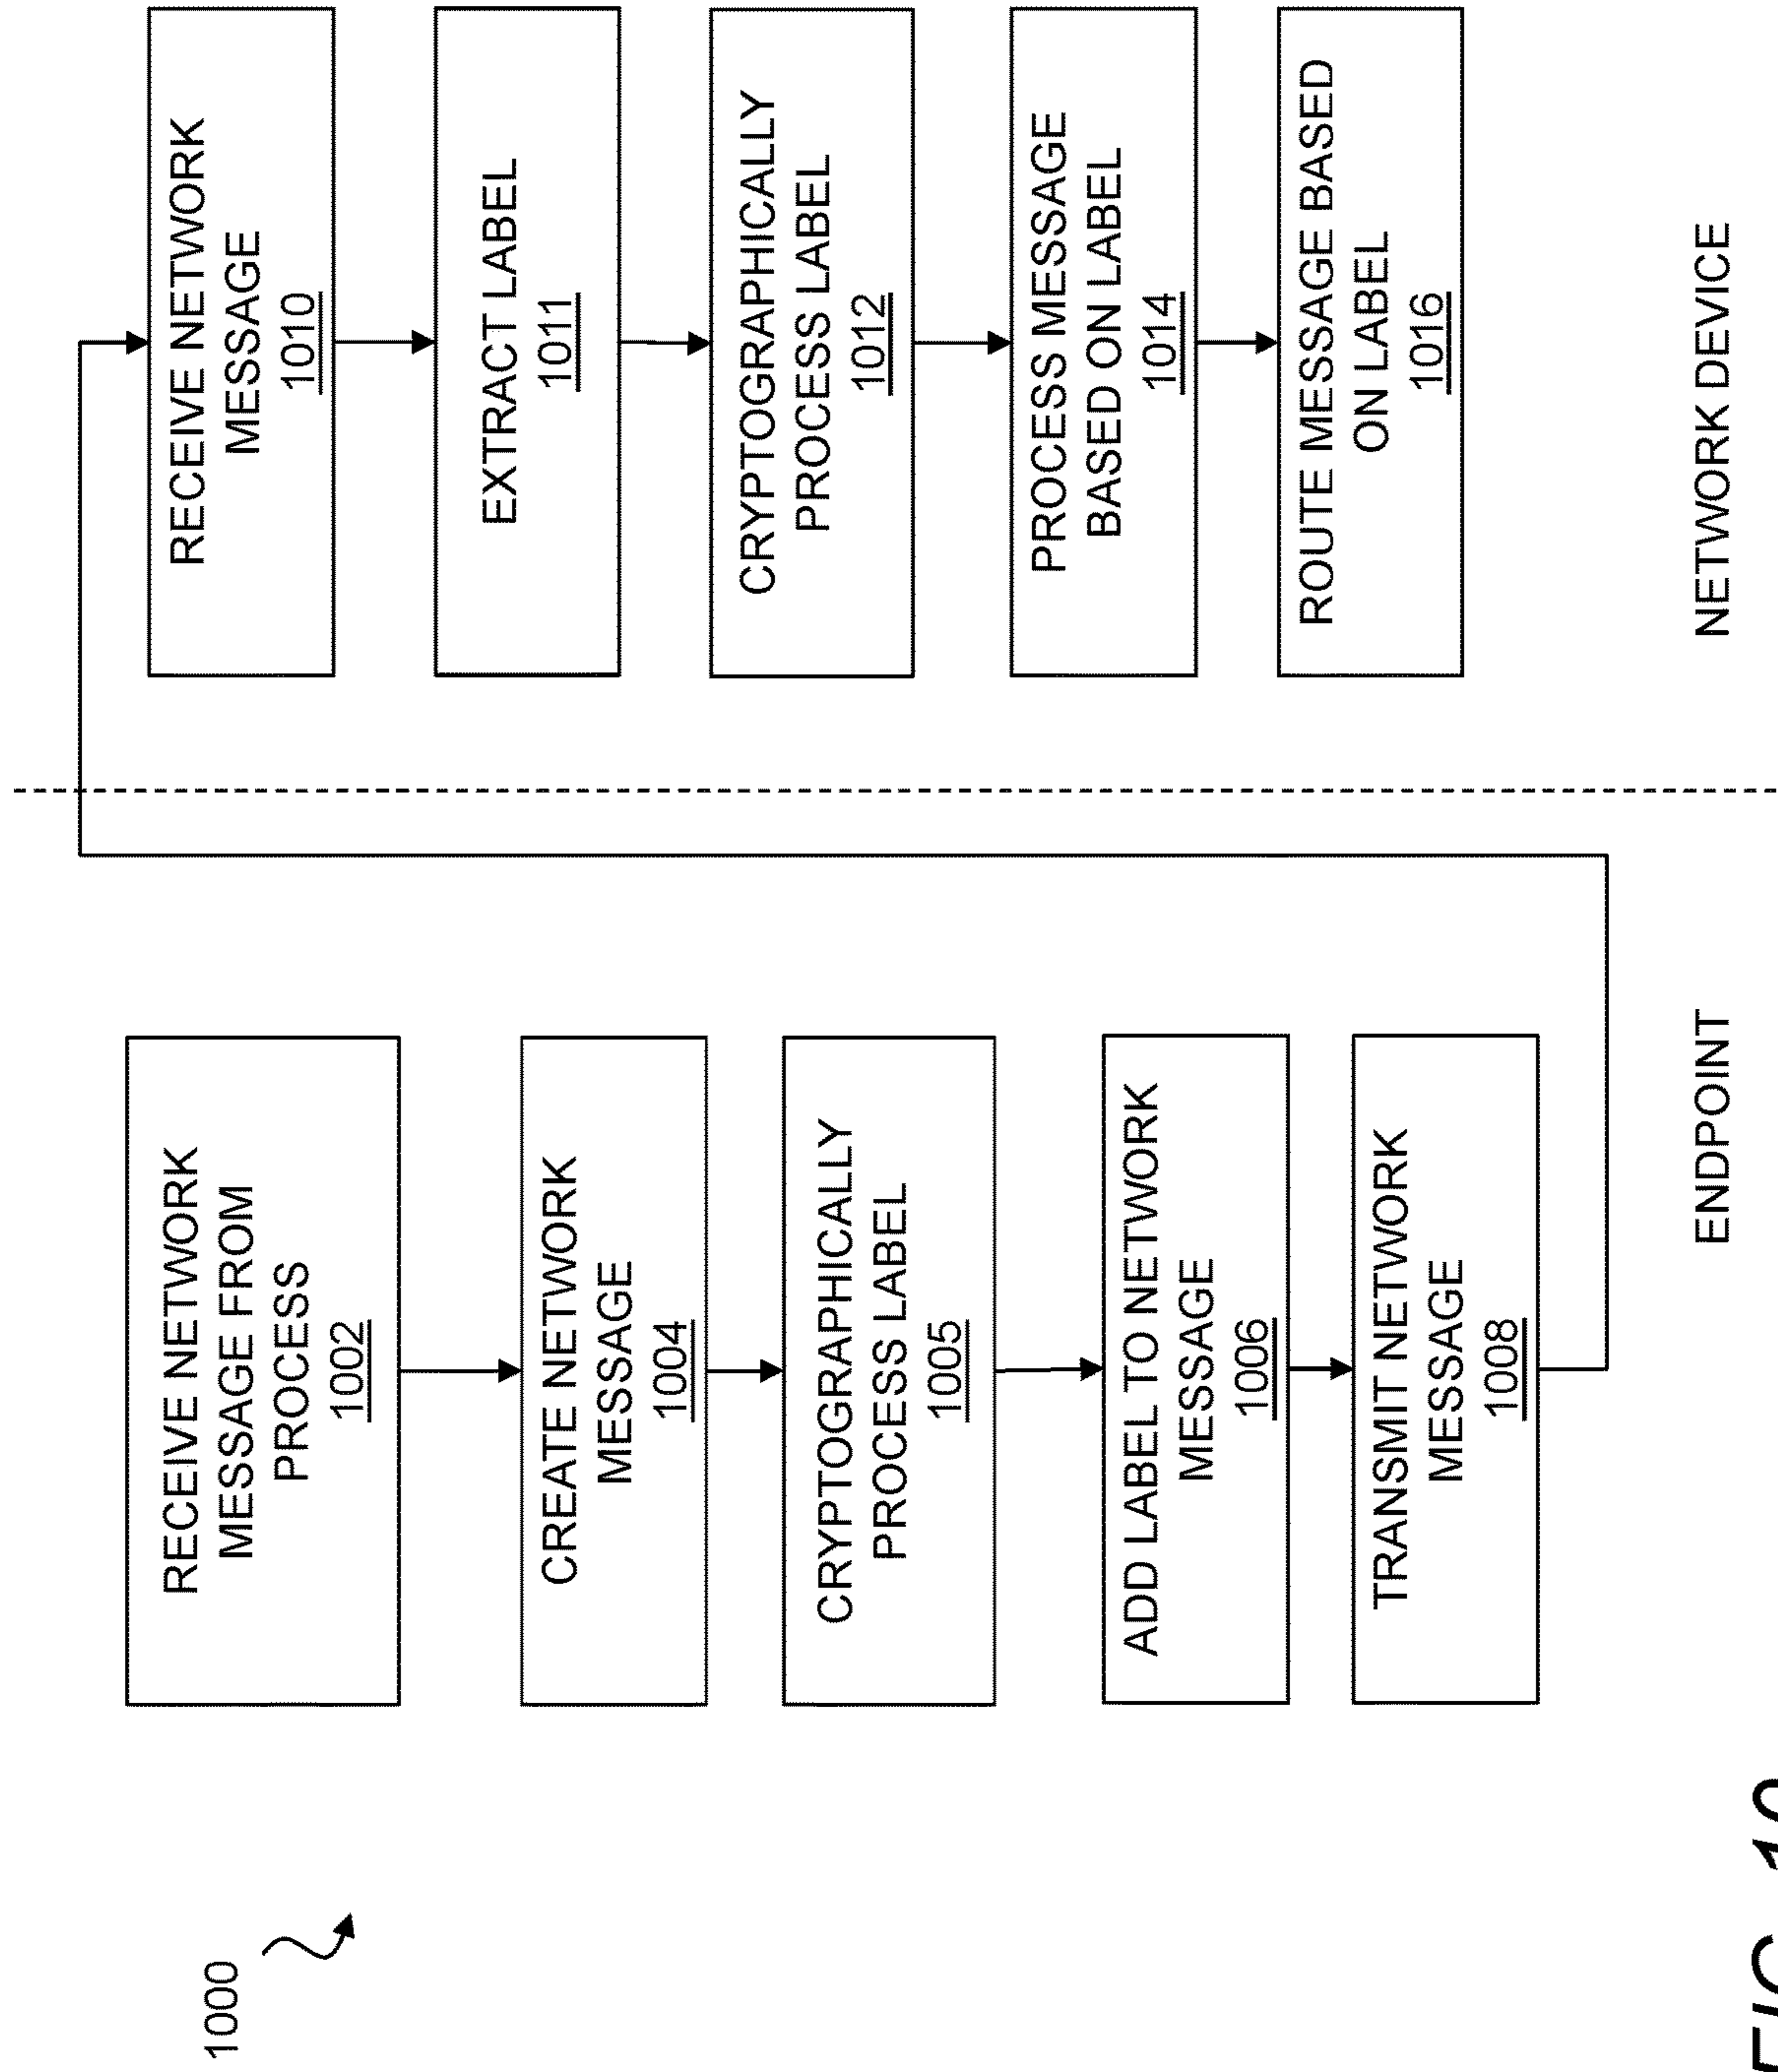 1000
RECEIVE NETWORK
MESSAGE FROM
PROCESS
1002
CREATE NETWORK
MESSAGE
1004
CRYPTOGRAPHICALLY
PROCESS LABEL
1005
ADD LABEL TO NETWORK
MESSAGE
1006
TRANSMIT NETWORK
MESSAGE
1008
ENDPOINT
RECEIVE NETWORK
MESSAGE
1010
EXTRACT LABEL
1011
CRYPTOGRAPHICALLY
PROCESS LABEL
1012
PROCESS MESSAGE
BASED ON LABEL
1014
ROUTE MESSAGE BASED
ON LABEL
1016
NETWORK DEVICE
FIG. 10